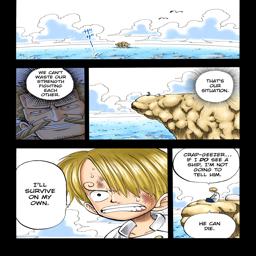 WE CAN'T
WASTE OUR
STRENGTH
FIGHTING
EACH
OTHER.
THAT'S
OUR
SITUATION.
I'LL
SURVIVE
ON MY
OWN.
CRAP-GEEZER...
IF I DO SEE A
SHIP, I'M NOT
GOING TO
TELL HIM.
HE CAN
DIE.